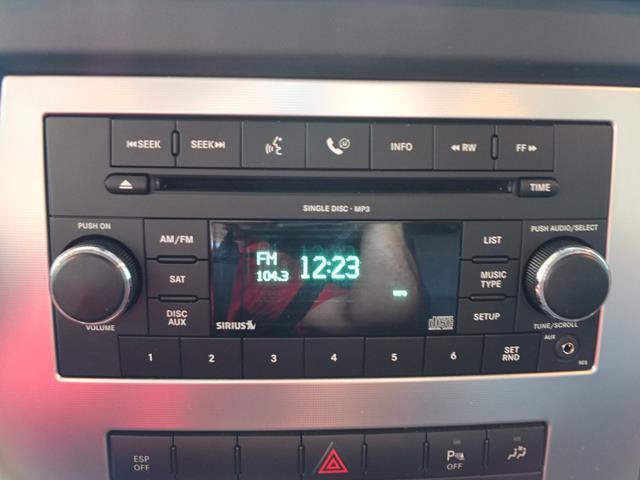 SEEK SEEK INFO RW FF
TIME
SINGLE DISC · MP3
PUSH ON AM/FM LIST PUSH AUDIO/SELECT
FM
104.3 12:23
SAT MUSIC
TYPE
INFO
DISC
AUX SETUP
VOLUME SIRIUS TUNE/SCROLL
1 2 3 4 5 6 SET
RND AUX
RES
ESP
OFF P
OFF